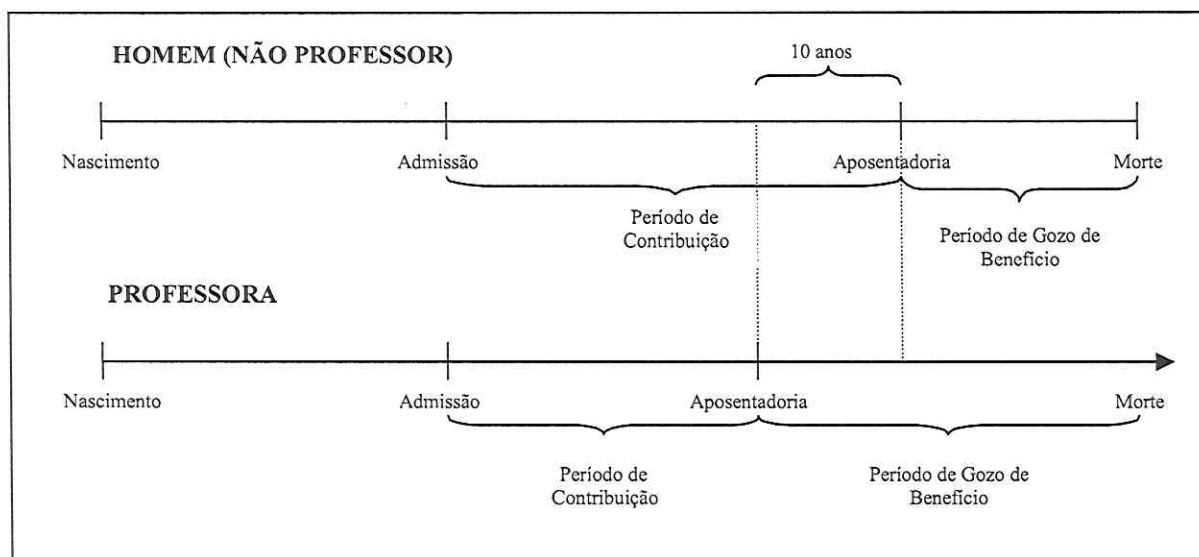 HOMEM (NÃO PROFESSOR)
10 anos
Nascimento
Admissão
Aposentadoria
Morte
Período de
Contribuição
Período de Gozo de
Benefício
PROFESSORA
Nascimento
Admissão
Aposentadoria
Morte
Período de
Contribuição
Período de Gozo de
Benefício